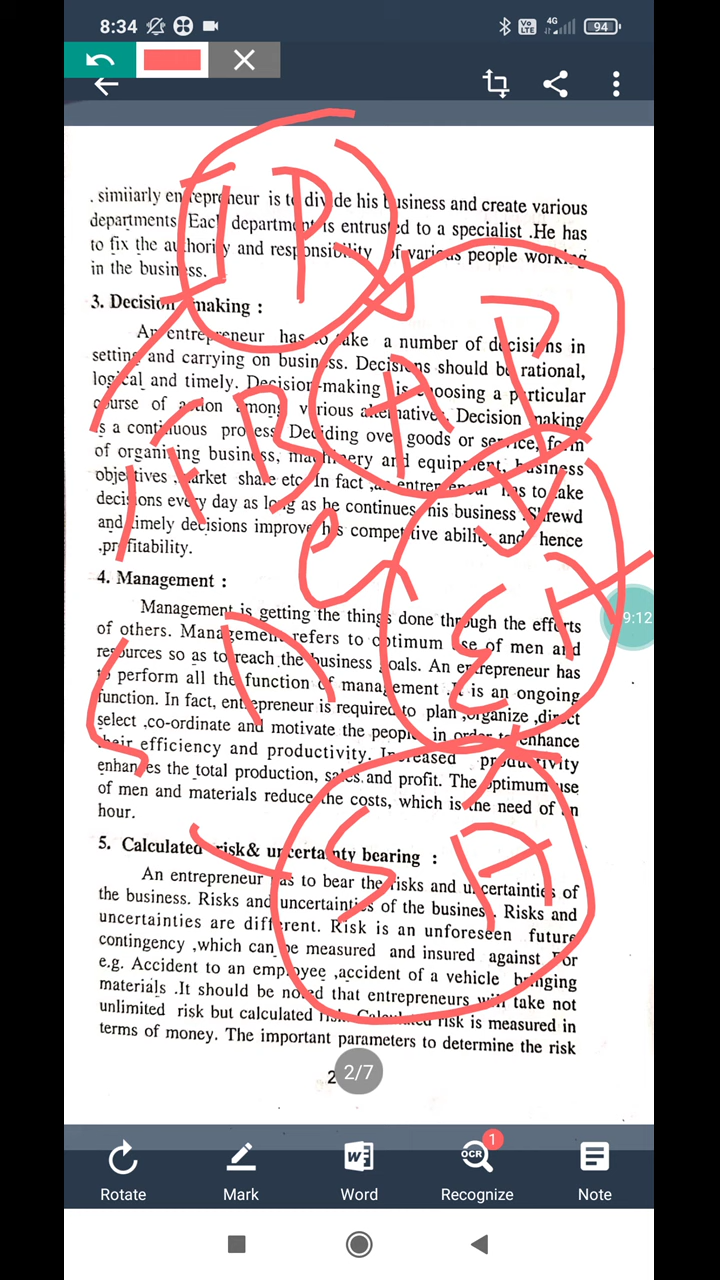 8:34
Vo LTE 4G 94
. similarly entrepreneur is to divide his business and create various
departments. Each department is entrusted to a specialist .He has
to fix the authority and responsibility of various people working
in the business.
3. Decision making :
An entrepreneur has to take a number of decisions in
setting and carrying on business. Decisions should be rational,
logical and timely. Decision-making is choosing a particular
course of action among various alternatives. Decision making
is a continuous process. Deciding over goods or service, form
of organising business, machinery and equipment, business
objectives ,market share etc. In fact ,an entrepreneur has to take
decisions every day as long as he continues his business .Shrewd
and timely decisions improve his competitive ability and hence
.profitability.
4. Management :
Management is getting the things done through the efforts
of others. Management refers to optimum use of men and
resources so as to reach the business goals. An entrepreneur has
to perform all the function of management .It is an ongoing
function. In fact, entrepreneur is required to plan ,organize ,direct
select ,co-ordinate and motivate the people in order to enhance
their efficiency and productivity. Increased productivity
enhances the total production, sales and profit. The optimum use
of men and materials reduce the costs, which is the need of an
hour.
5. Calculated risk& uncertainty bearing :
An entrepreneur has to bear the risks and uncertainties of
the business. Risks and uncertainties of the business. Risks and
uncertainties are different. Risk is an unforeseen future
contingency ,which can be measured and insured against For
e.g. Accident to an employee ,accident of a vehicle bringing
materials .It should be noted that entrepreneurs will take not
unlimited risk but calculated risk. Calculated risk is measured in
terms of money. The important parameters to determine the risk
2
2/7
9:12
IP
AP
EA
SA
Rotate Mark Word OCR 1 Recognize Note